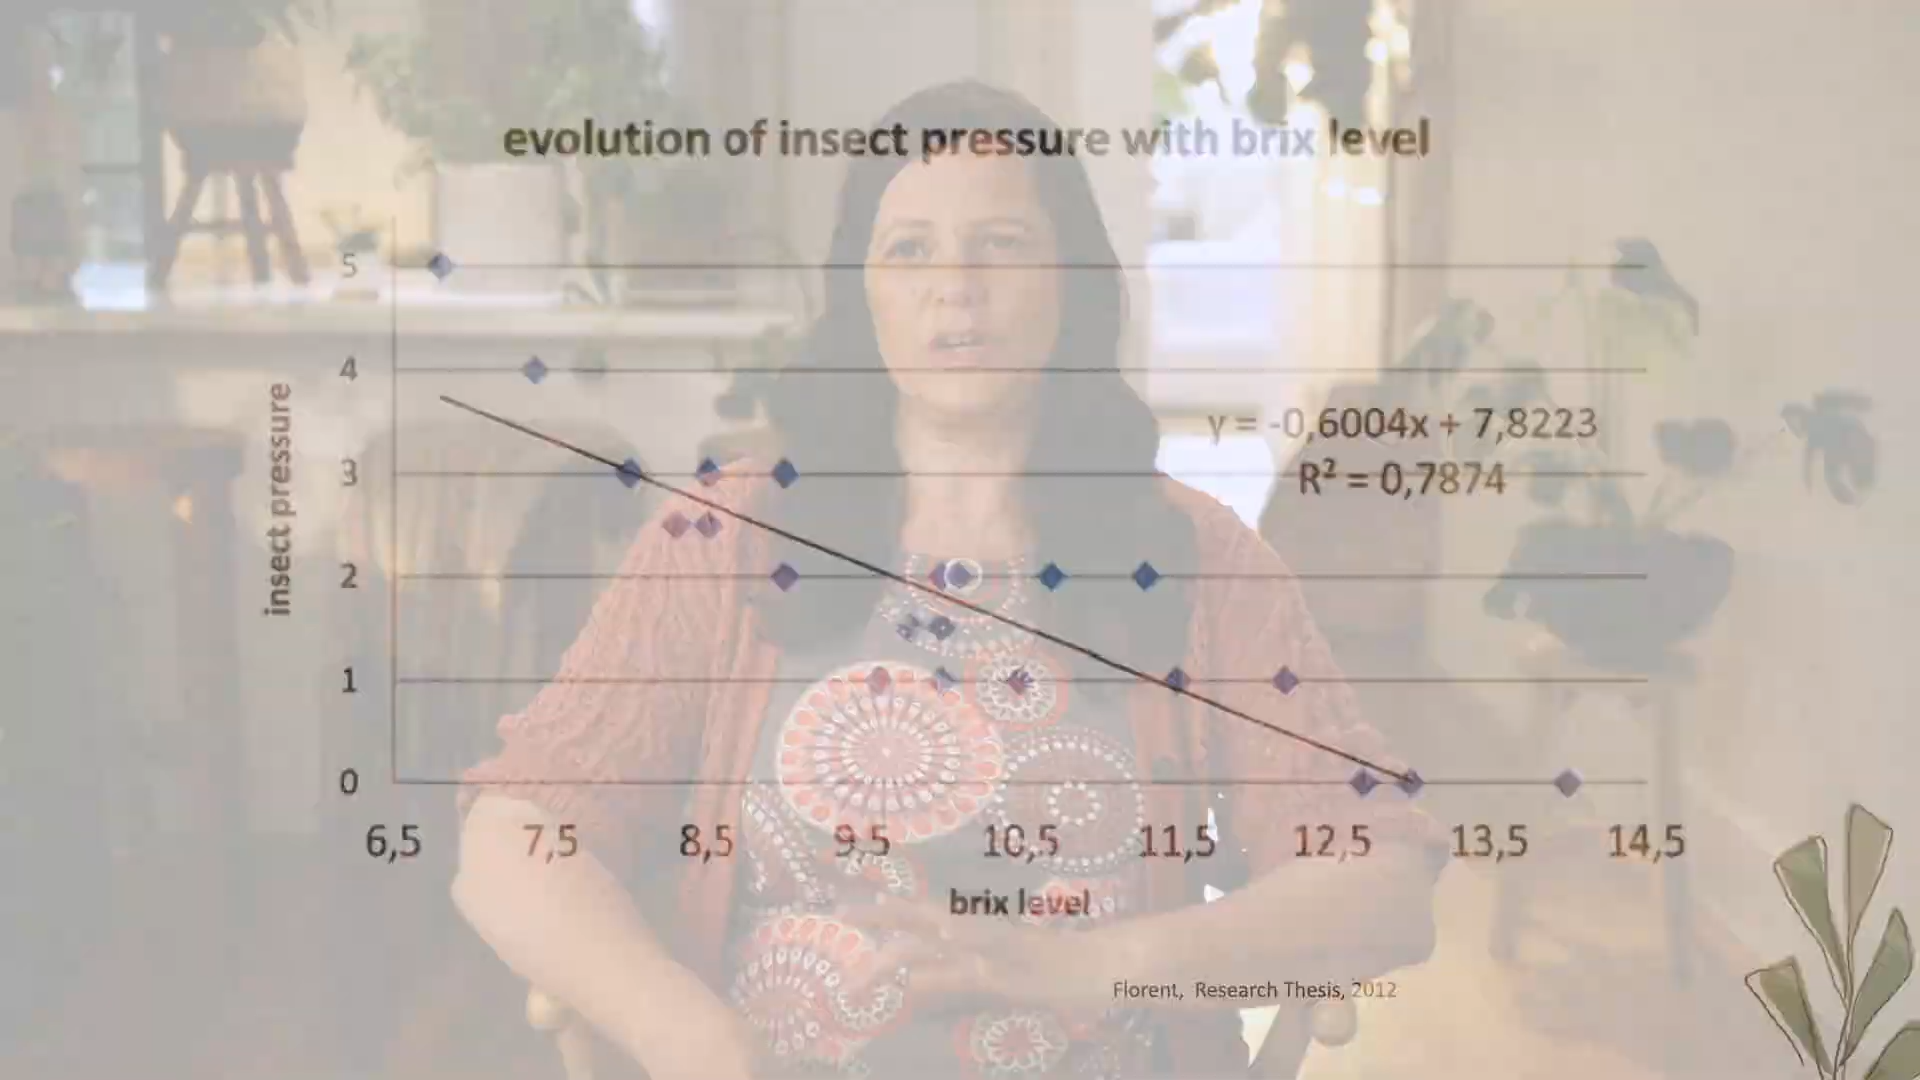 evolution of insect pressure with brix level
5
4
3
2
1
0
insect pressure
y = -0,6004x + 7,8223
R² = 0,7874
6,5 7,5 8,5 9,5 10,5 11,5 12,5 13,5 14,5
brix level
Florent, Research Thesis, 2012